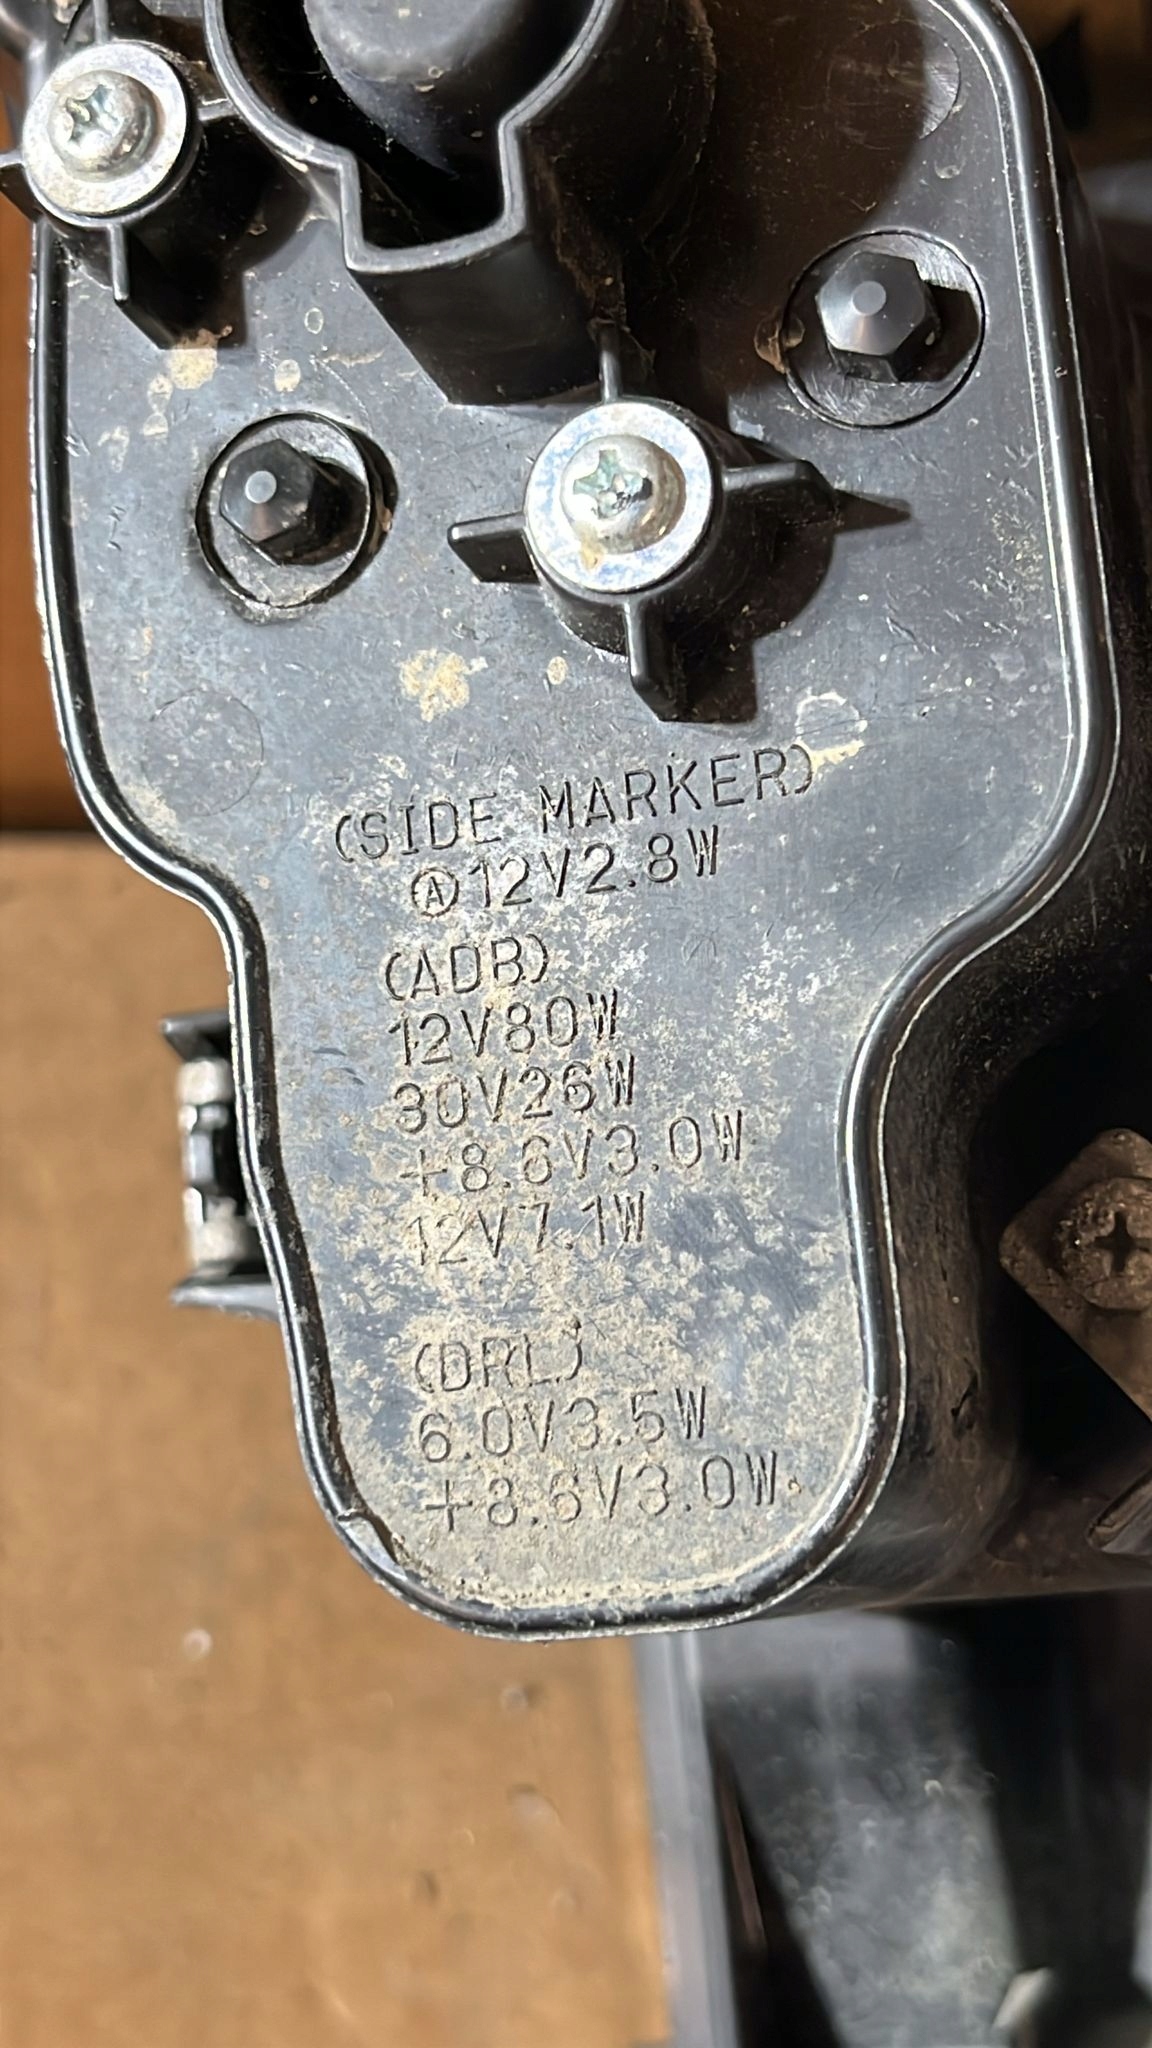 (SIDE MARKER)
Ⓐ12V2.8W
(ADB)
12V80W
30V26W
+8.6V3.0W
12V7.1W
(DRL)
6.0V3.5W
+8.6V3.0W